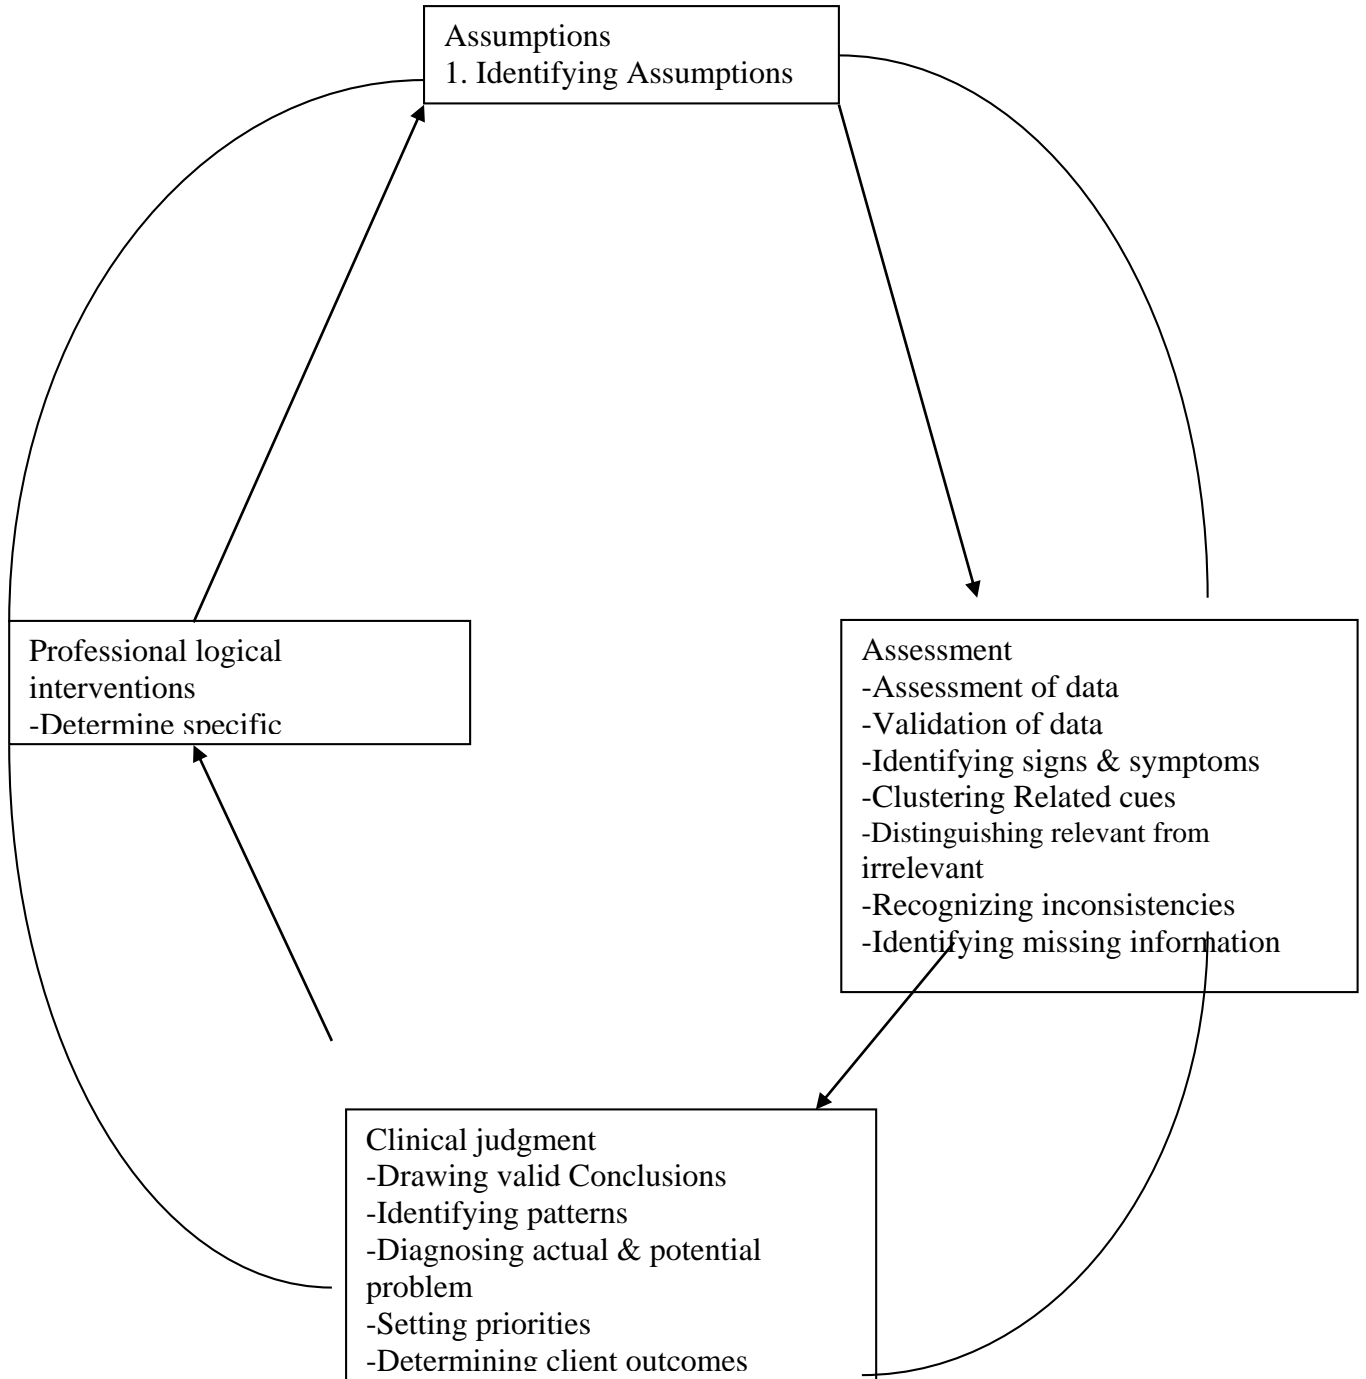 Assumptions
1. Identifying Assumptions
Professional logical
interventions
-Determine specific
Assessment
-Assessment of data
-Validation of data
-Identifying signs & symptoms
-Clustering Related cues
-Distinguishing relevant from
irrelevant
-Recognizing inconsistencies
-Identifying missing information
Clinical judgment
-Drawing valid Conclusions
-Identifying patterns
-Diagnosing actual & potential
problem
-Setting priorities
-Determining client outcomes